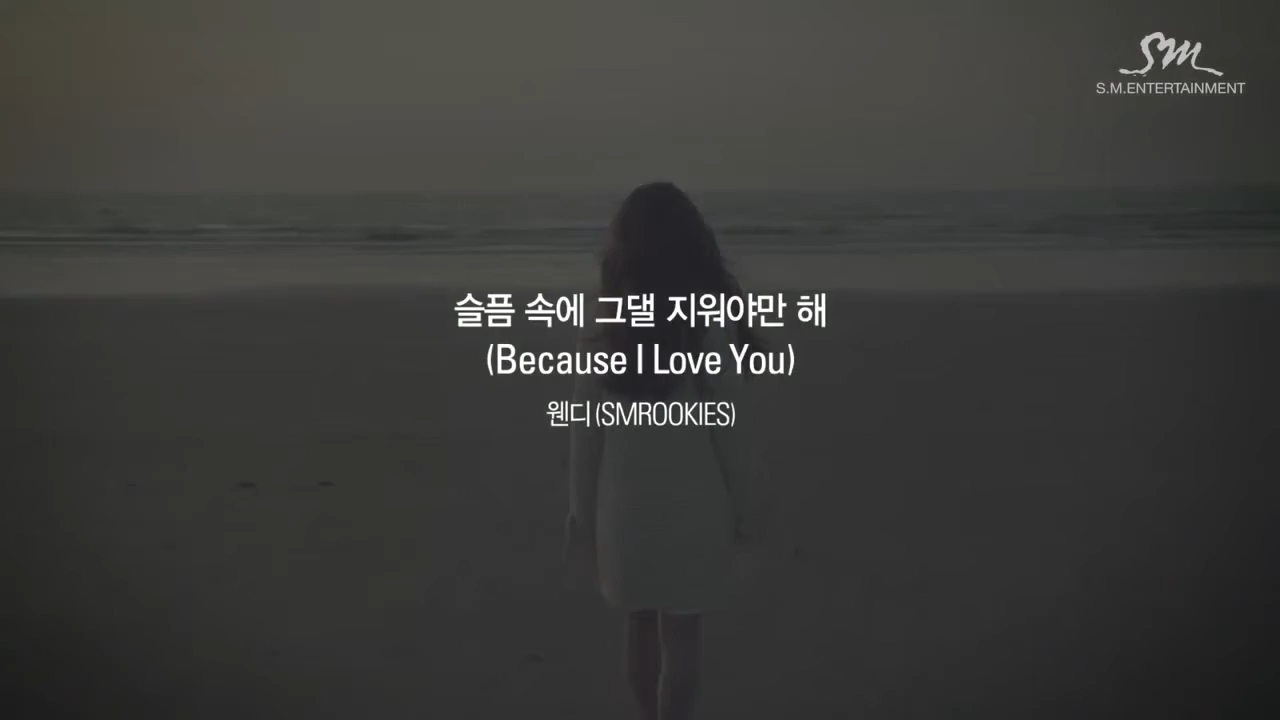 SM
S.M.ENTERTAINMENT
슬픔 속에 그댈 지워야만 해
(Because I Love You)
웬디(SMROOKIES)